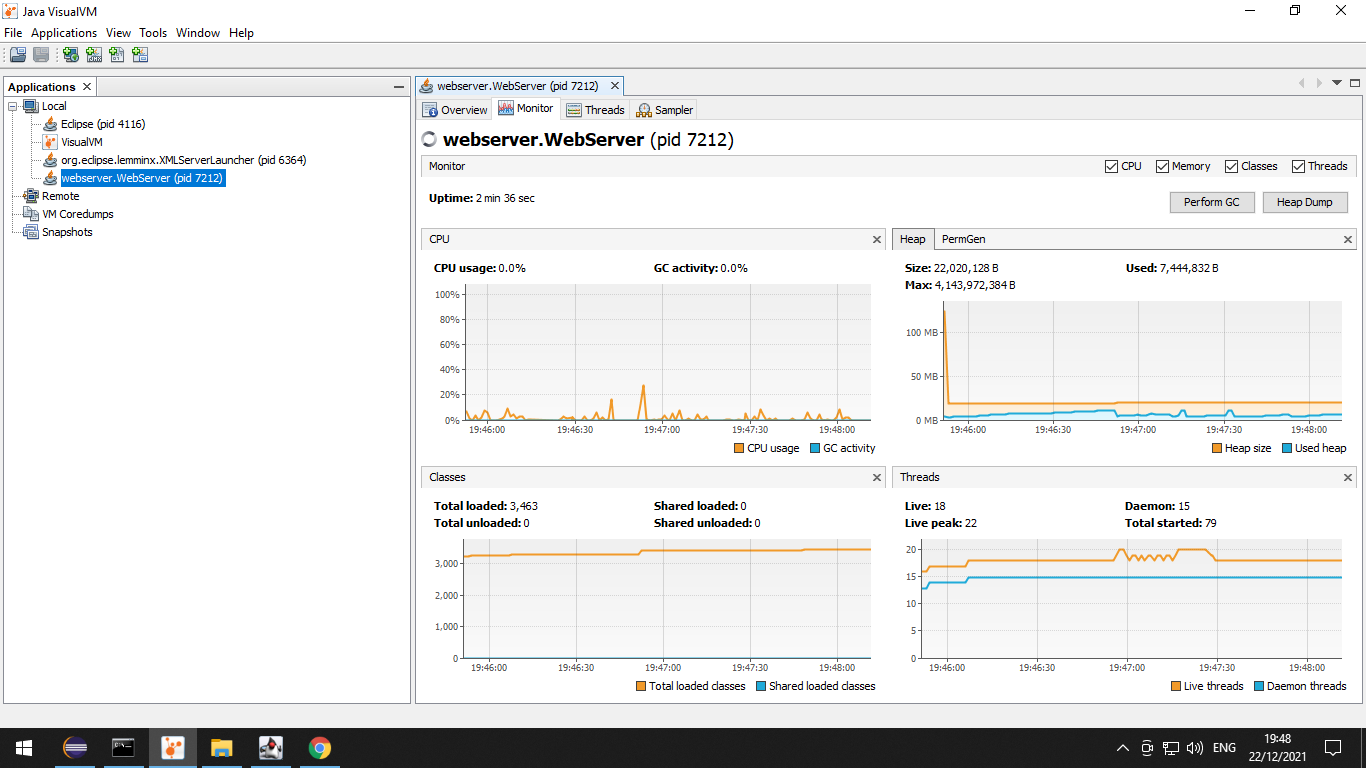 Java VisualVM
File Applications View Tools Window Help
Applications
Local
Eclipse (pid 4116)
VisualVM
org.eclipse.lemminx.XMLServerLauncher (pid 6364)
webserver.WebServer (pid 7212)
Remote
VM Coredumps
Snapshots
webserver.WebServer (pid 7212)
Overview Monitor Threads Sampler
webserver.WebServer (pid 7212)
Monitor CPU Memory Classes Threads
Uptime: 2 min 36 sec
Perform GC Heap Dump
CPU
CPU usage: 0.0% GC activity: 0.0%
100%
80%
60%
40%
20%
0%
19:46:00 19:46:30 19:47:00 19:47:30 19:48:00
CPU usage GC activity
Heap PermGen
Size: 22,020,128 B Used: 7,444,832 B
Max: 4,143,972,384 B
100 MB
50 MB
0 MB
19:46:00 19:46:30 19:47:00 19:47:30 19:48:00
Heap size Used heap
Classes
Total loaded: 3,463 Shared loaded: 0
Total unloaded: 0 Shared unloaded: 0
3,000
2,000
1,000
0
19:46:00 19:46:30 19:47:00 19:47:30 19:48:00
Total loaded classes Shared loaded classes
Threads
Live: 18 Daemon: 15
Live peak: 22 Total started: 79
20
15
10
5
0
19:46:00 19:46:30 19:47:00 19:47:30 19:48:00
Live threads Daemon threads
ENG
19:48
22/12/2021